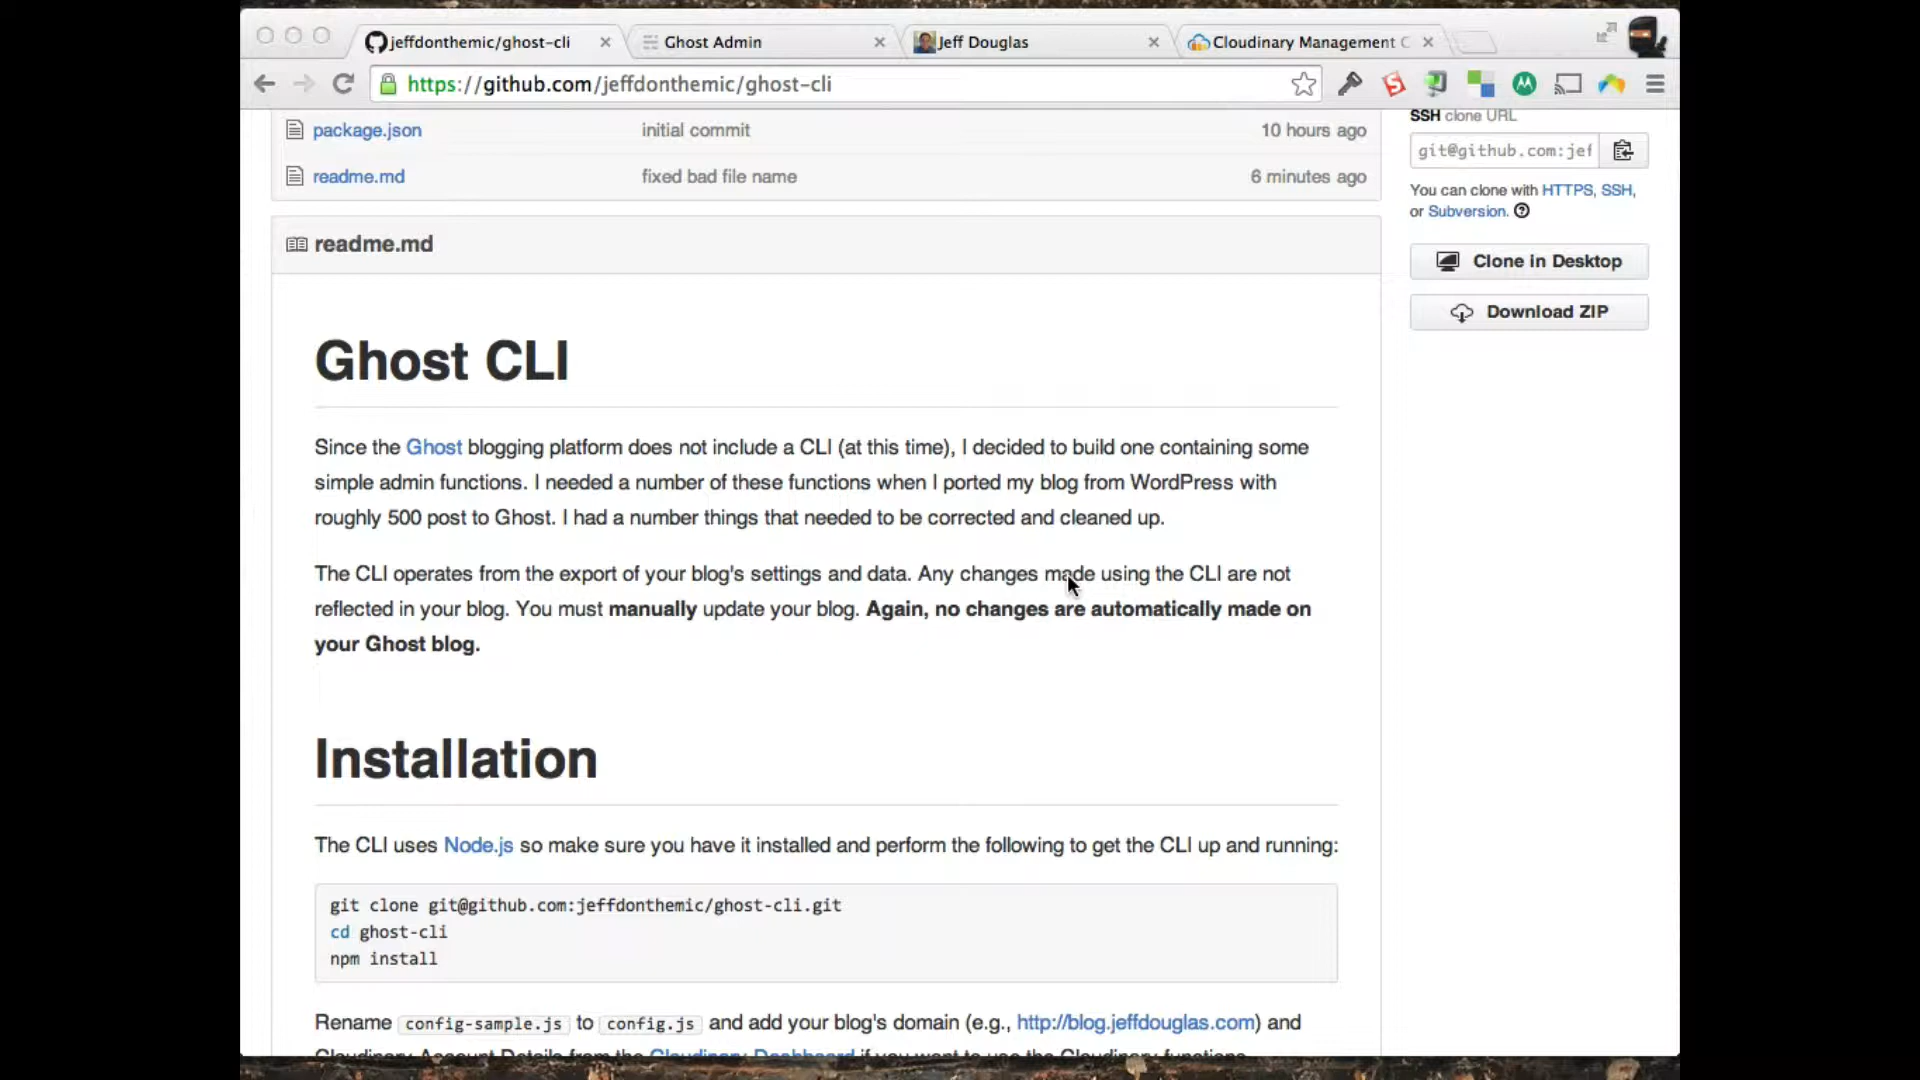 jeffdonthemic/ghost-cli
Ghost Admin
Jeff Douglas
Cloudinary Management C
https://github.com/jeffdonthemic/ghost-cli
package.json initial commit 10 hours ago
readme.md fixed bad file name 6 minutes ago
SSH clone URL
git@github.com:jef
You can clone with HTTPS, SSH,
or Subversion.
Clone in Desktop
Download ZIP
readme.md
Ghost CLI
Since the Ghost blogging platform does not include a CLI (at this time), I decided to build one containing some
simple admin functions. I needed a number of these functions when I ported my blog from WordPress with
roughly 500 post to Ghost. I had a number things that needed to be corrected and cleaned up.
The CLI operates from the export of your blog's settings and data. Any changes made using the CLI are not
reflected in your blog. You must manually update your blog. Again, no changes are automatically made on
your Ghost blog.
Installation
The CLI uses Node.js so make sure you have it installed and perform the following to get the CLI up and running:
git clone git@github.com:jeffdonthemic/ghost-cli.git
cd ghost-cli
npm install
Rename config-sample.js to config.js and add your blog's domain (e.g., http://blog.jeffdouglas.com) and
Cloudinary Account Details from the Cloudinary Dashboard if you want to use the Cloudinary functions.